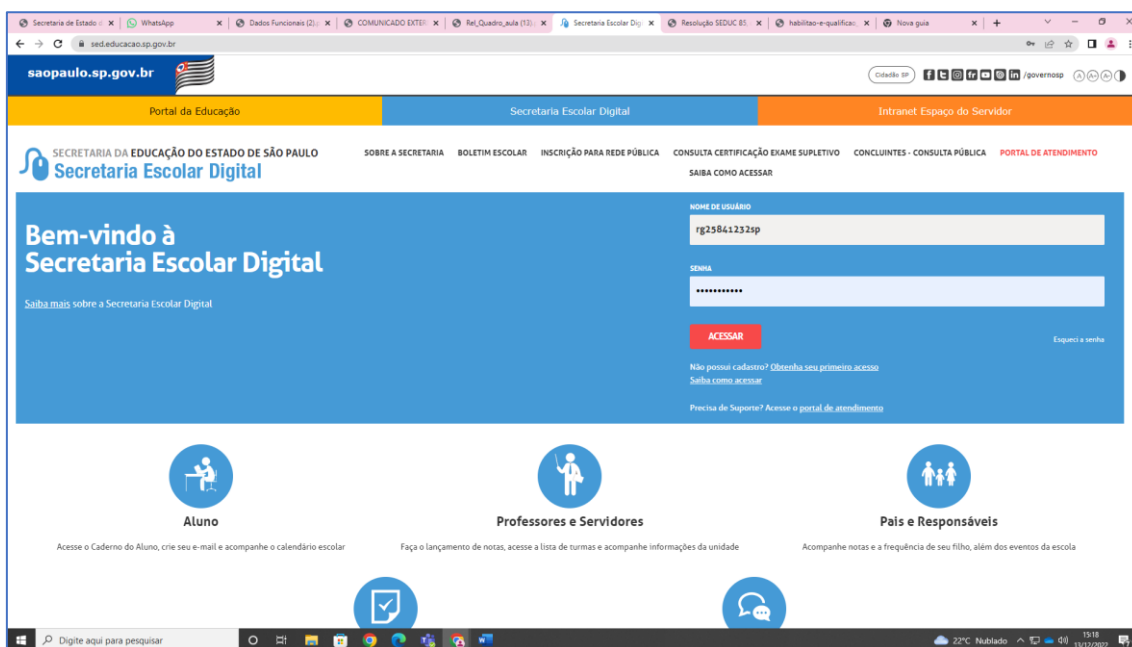 Secretaria de Estado d
WhatsApp
Dados Funcionais (2).p
COMUNICADO EXTER
Rel_Quadro_aula (13).
Secretaria Escolar Dig
Resolução SEDUC 85,
habilitao-e-qualificac
Nova guia
sed.educacao.sp.gov.br
saopaulo.sp.gov.br
Cidadão SP
/governosp
Portal da Educação
Secretaria Escolar Digital
Intranet Espaço do Servidor
SECRETARIA DA EDUCAÇÃO DO ESTADO DE SÃO PAULO
Secretaria Escolar Digital
SOBRE A SECRETARIA BOLETIM ESCOLAR INSCRIÇÃO PARA REDE PÚBLICA CONSULTA CERTIFICAÇÃO EXAME SUPLETIVO CONCLUINTES - CONSULTA PÚBLICA PORTAL DE ATENDIMENTO
SAIBA COMO ACESSAR
Bem-vindo à
Secretaria Escolar Digital
Saiba mais sobre a Secretaria Escolar Digital
NOME DE USUÁRIO
rg25841232sp
SENHA
•••••••••••
ACESSAR
Esqueci a senha
Não possui cadastro? Obtenha seu primeiro acesso
Saiba como acessar
Precisa de Suporte? Acesse o portal de atendimento
Aluno
Acesse o Caderno do Aluno, crie seu e-mail e acompanhe o calendário escolar
Professores e Servidores
Faça o lançamento de notas, acesse a lista de turmas e acompanhe informações da unidade
Pais e Responsáveis
Acompanhe notas e a frequência de seu filho, além dos eventos da escola
Digite aqui para pesquisar
22°C Nublado
15:18
13/12/2022